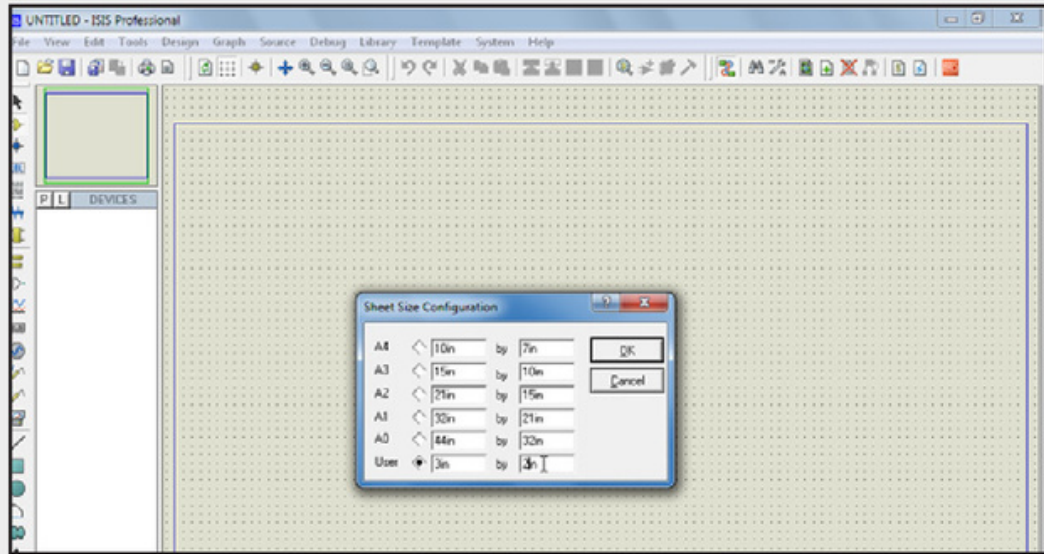 UNTITLED - ISIS Professional
File View Edit Tools Design Graph Source Debug Library Template System Help
P L DEVICES
Sheet Size Configuration
A4 10in by 7in
A3 15in by 10in
A2 21in by 15in
A1 32in by 21in
A0 44in by 32in
User 3in by
OK
Cancel